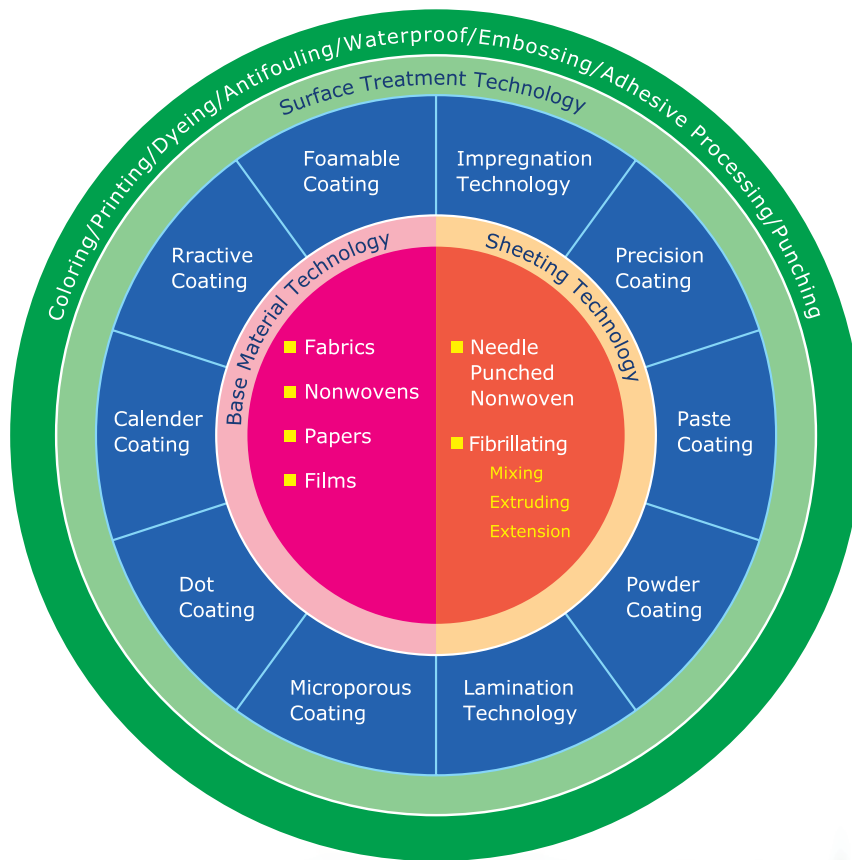 Coloring/Printing/Dyeing/Antifouling/Waterproof/Embossing/Adhesive Processing/Punching
Surface Treatment Technology
Foamable
Coating
Impregnation
Technology
Precision
Coating
Paste
Coating
Powder
Coating
Lamination
Technology
Microporous
Coating
Dot
Coating
Calender
Coating
Rractive
Coating
Base Material Technology
Fabrics
Nonwovens
Papers
Films
Sheeting Technology
Needle
Punched
Nonwoven
Fibrillating
Mixing
Extruding
Extension